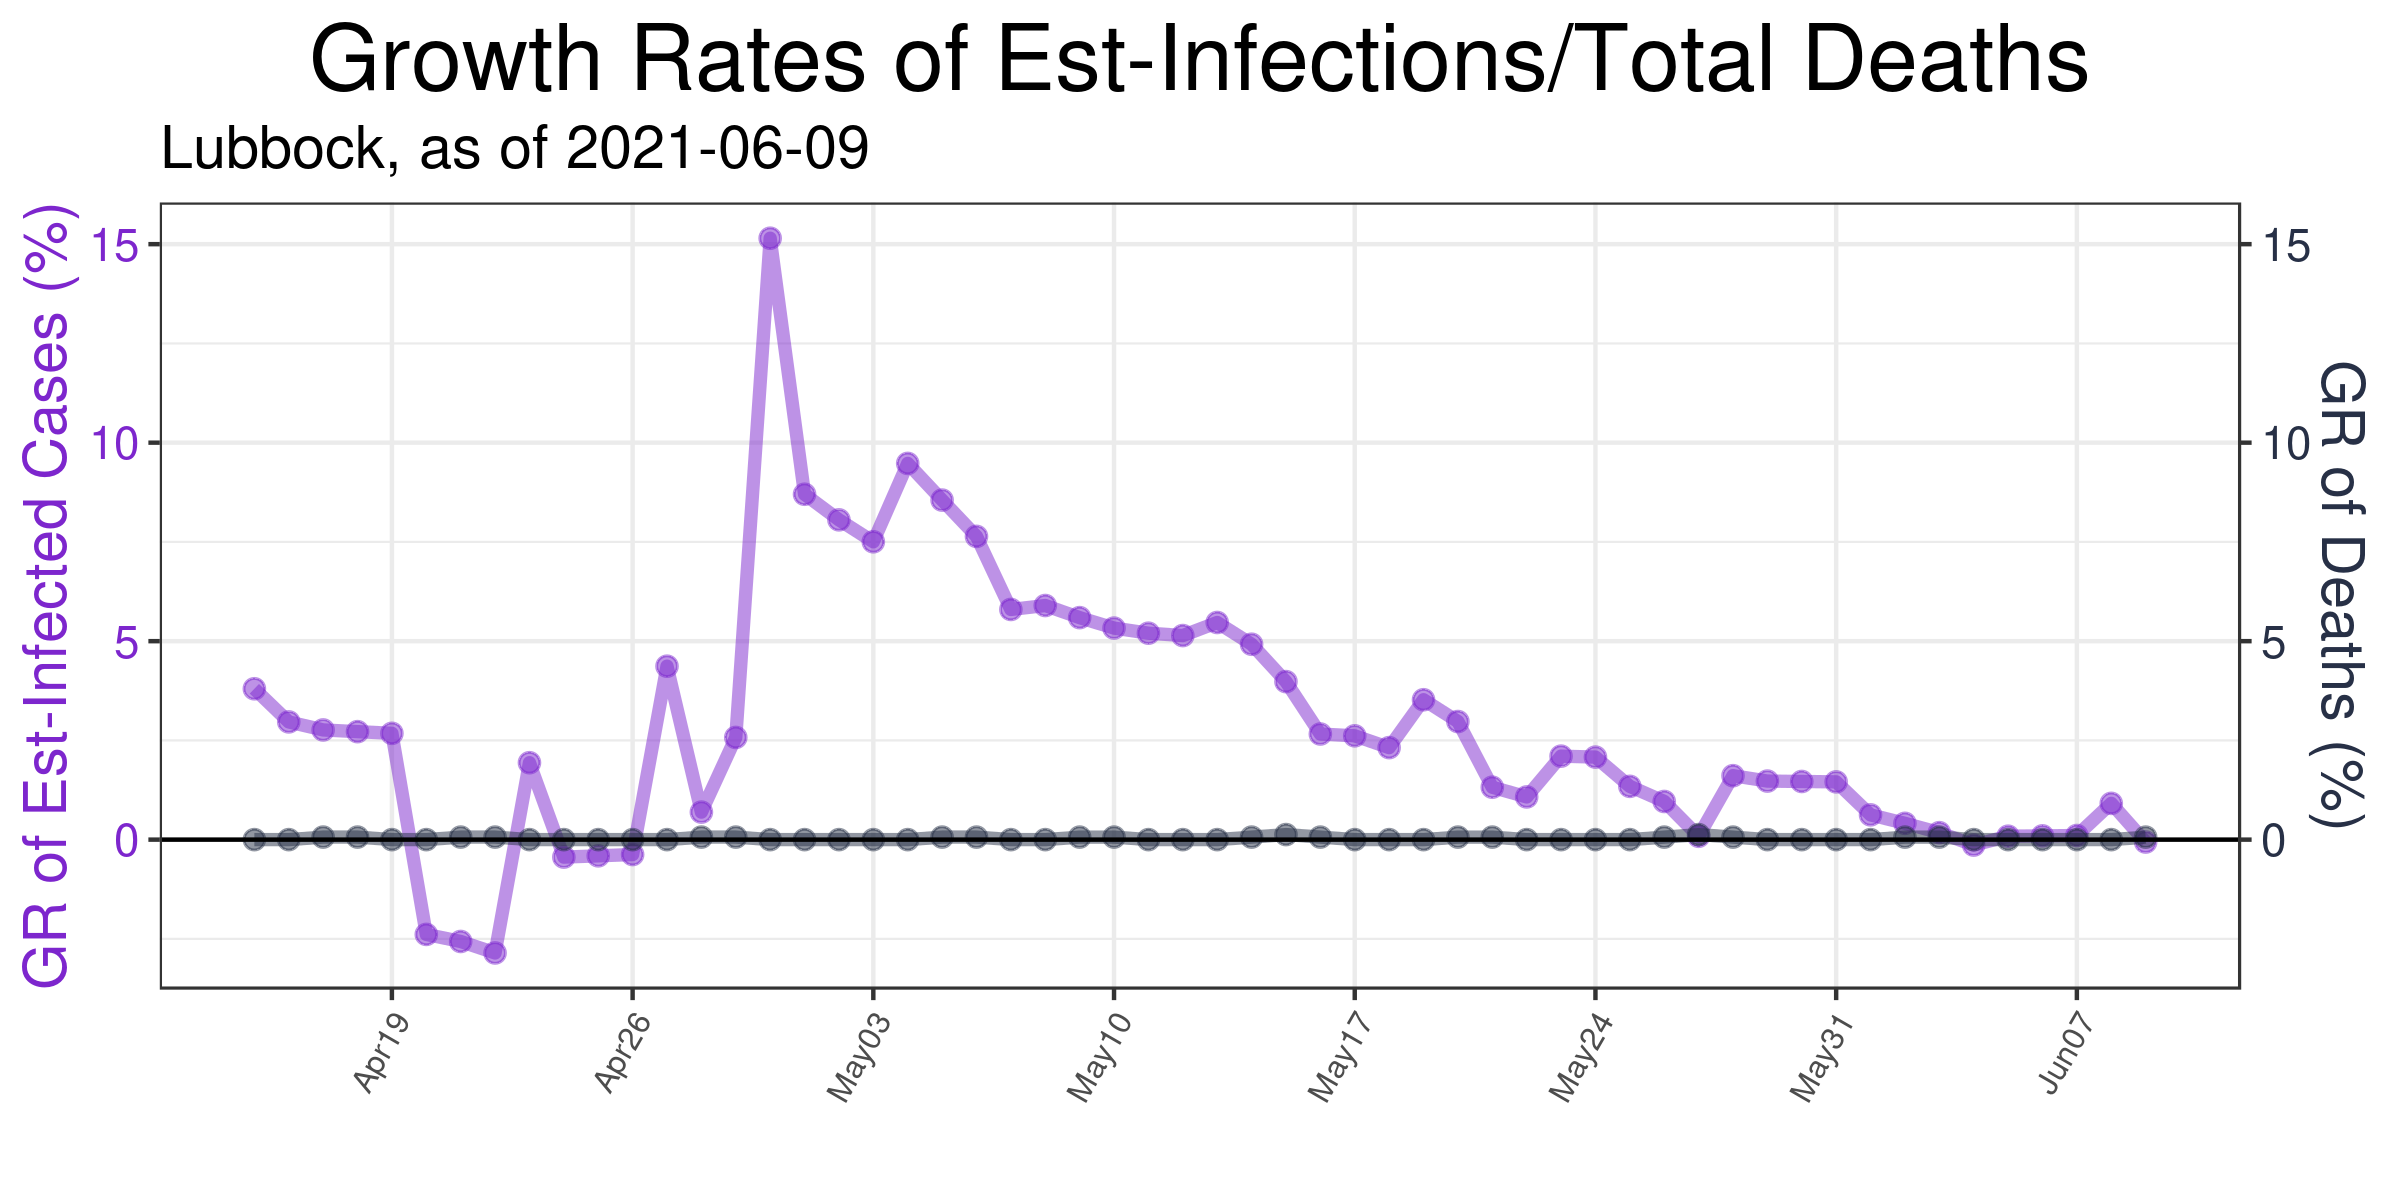 Growth Rates of Est-Infections/Total Deaths
Lubbock, as of 2021-06-09
GR of Est-Infected Cases (%)
15
10
5
0
15
10
5
0
GR of Deaths (%)
Apr19
Apr26
May03
May10
May17
May24
May31
Jun07